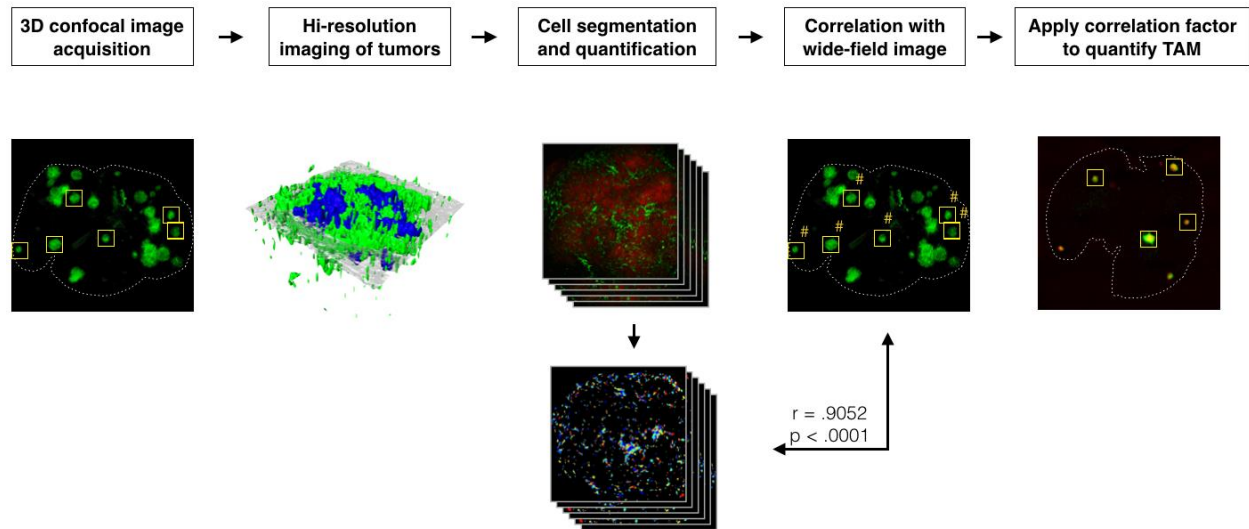 3D confocal image
acquisition
Hi-resolution
imaging of tumors
Cell segmentation
and quantification
Correlation with
wide-field image
Apply correlation factor
to quantify TAM
#
#
#
#
#
#
r = .9052
p < .0001